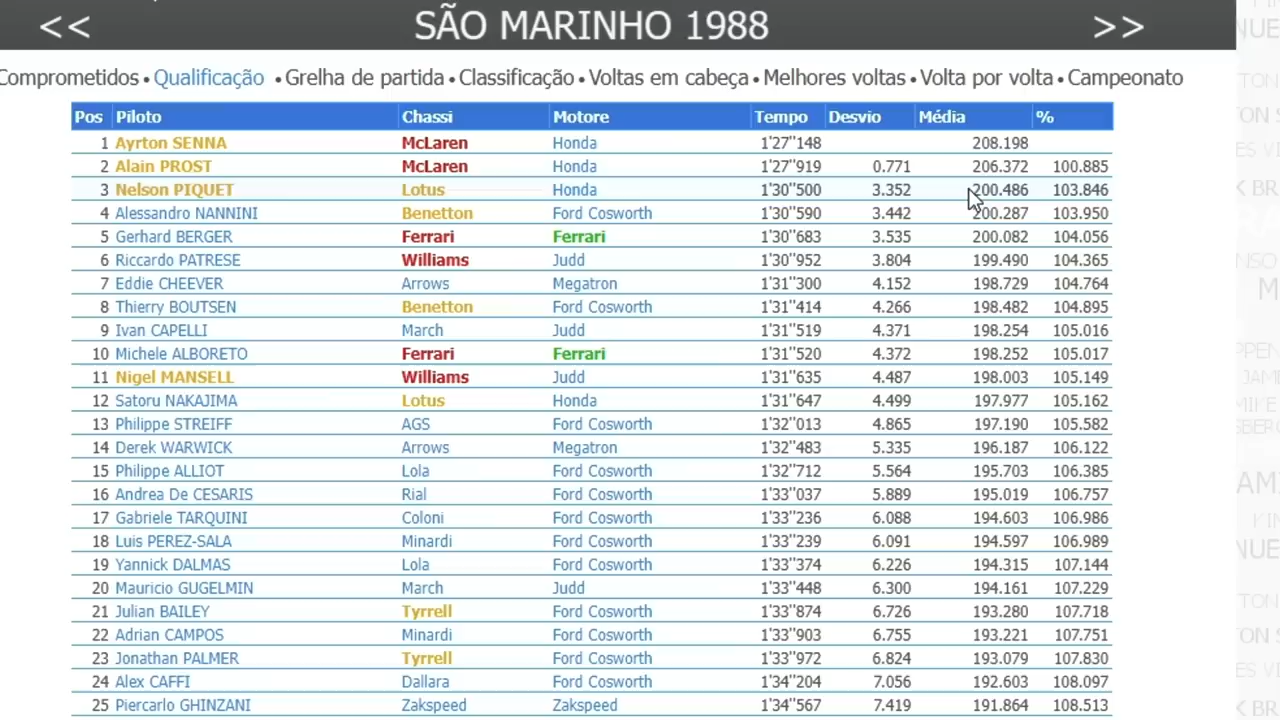 << SÃO MARINHO 1988 >>
Comprometidos • Qualificação • Grelha de partida • Classificação • Voltas em cabeça • Melhores voltas • Volta por volta • Campeonato
Pos Piloto Chassi Motore Tempo Desvio Média %
1 Ayrton SENNA McLaren Honda 1'27''148 208.198
2 Alain PROST McLaren Honda 1'27''919 0.771 206.372 100.885
3 Nelson PIQUET Lotus Honda 1'30''500 3.352 200.486 103.846
4 Alessandro NANNINI Benetton Ford Cosworth 1'30''590 3.442 200.287 103.950
5 Gerhard BERGER Ferrari Ferrari 1'30''683 3.535 200.082 104.056
6 Riccardo PATRESE Williams Judd 1'30''952 3.804 199.490 104.365
7 Eddie CHEEVER Arrows Megatron 1'31''300 4.152 198.729 104.764
8 Thierry BOUTSEN Benetton Ford Cosworth 1'31''414 4.266 198.482 104.895
9 Ivan CAPELLI March Judd 1'31''519 4.371 198.254 105.016
10 Michele ALBORETO Ferrari Ferrari 1'31''520 4.372 198.252 105.017
11 Nigel MANSELL Williams Judd 1'31''635 4.487 198.003 105.149
12 Satoru NAKAJIMA Lotus Honda 1'31''647 4.499 197.977 105.162
13 Philippe STREIFF AGS Ford Cosworth 1'32''013 4.865 197.190 105.582
14 Derek WARWICK Arrows Megatron 1'32''483 5.335 196.187 106.122
15 Philippe ALLIOT Lola Ford Cosworth 1'32''712 5.564 195.703 106.385
16 Andrea De CESARIS Rial Ford Cosworth 1'33''037 5.889 195.019 106.757
17 Gabriele TARQUINI Coloni Ford Cosworth 1'33''236 6.088 194.603 106.986
18 Luis PEREZ-SALA Minardi Ford Cosworth 1'33''239 6.091 194.597 106.989
19 Yannick DALMAS Lola Ford Cosworth 1'33''374 6.226 194.315 107.144
20 Mauricio GUGELMIN March Judd 1'33''448 6.300 194.161 107.229
21 Julian BAILEY Tyrrell Ford Cosworth 1'33''874 6.726 193.280 107.718
22 Adrian CAMPOS Minardi Ford Cosworth 1'33''903 6.755 193.221 107.751
23 Jonathan PALMER Tyrrell Ford Cosworth 1'33''972 6.824 193.079 107.830
24 Alex CAFFI Dallara Ford Cosworth 1'34''204 7.056 192.603 108.097
25 Piercarlo GHINZANI Zakspeed Zakspeed 1'34''567 7.419 191.864 108.513